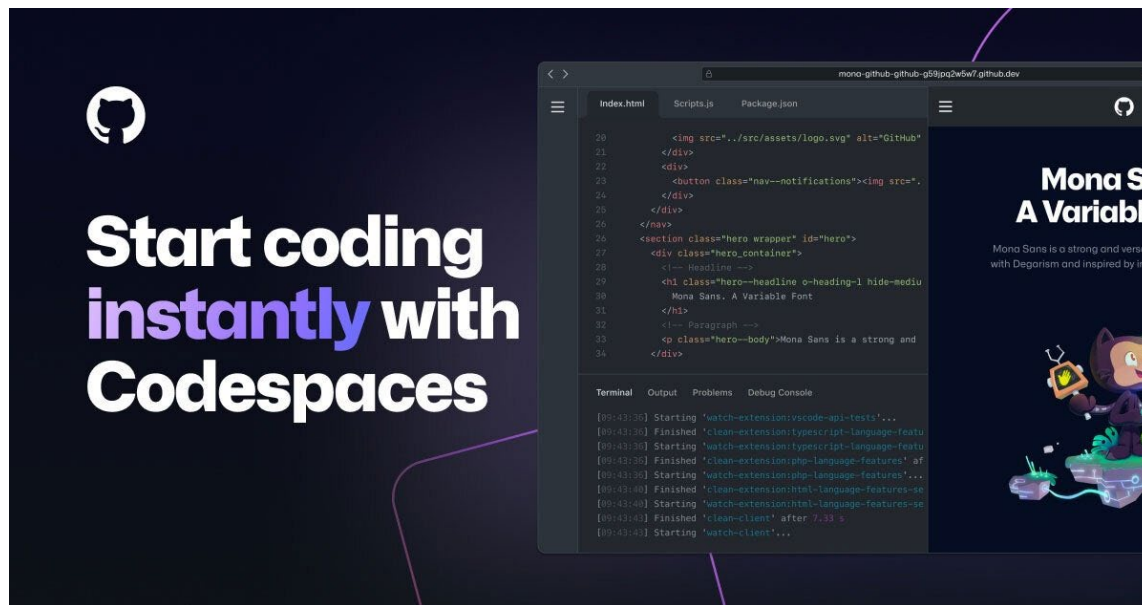 Start coding
instantly with
Codespaces
mona-github-github-g59jpq2w5w7.github.dev
Index.html Scripts.js Package.json
20 <img src="../src/assets/logo.svg" alt="GitHub"
21 </div>
22 <div>
23 <button class="nav--notifications"><img src=".
24 </div>
25 </div>
26 </nav>
26 <section class="hero wrapper" id="hero">
27 <div class="hero_container">
28 <!-- Headline -->
29 <h1 class="hero--headline o-heading-1 hide-mediu
30 Mona Sans. A Variable Font
31 </h1>
32 <!-- Paragraph -->
33 <p class="hero--body">Mona Sans is a strong and
34 </div>
Terminal Output Problems Debug Console
[09:43:36] Starting 'watch-extension:vscode-api-tests'...
[09:43:36] Finished 'clean-extension:typescript-language-featu
[09:43:36] Starting 'watch-extension:typescript-language-featu
[09:43:36] Finished 'clean-extension:php-language-features' af
[09:43:36] Starting 'watch-extension:php-language-features'...
[09:43:40] Finished 'clean-extension:html-language-features-se
[09:43:40] Starting 'watch-extension:html-language-features-se
[09:43:43] Finished 'clean-client' after 7.33 s
[09:43:43] Starting 'watch-client'...
Mona S
A Variabl
Mona Sans is a strong and verse
with Degarism and inspired by in